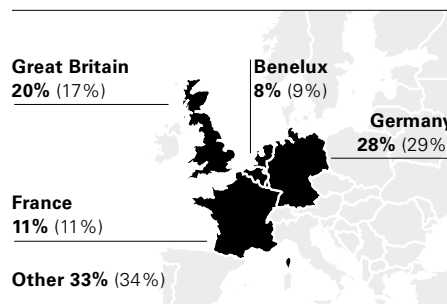 Great Britain
20% (17%)
Benelux
8% (9%)
Germany
28% (29%
France
11% (11%)
Other 33% (34%)